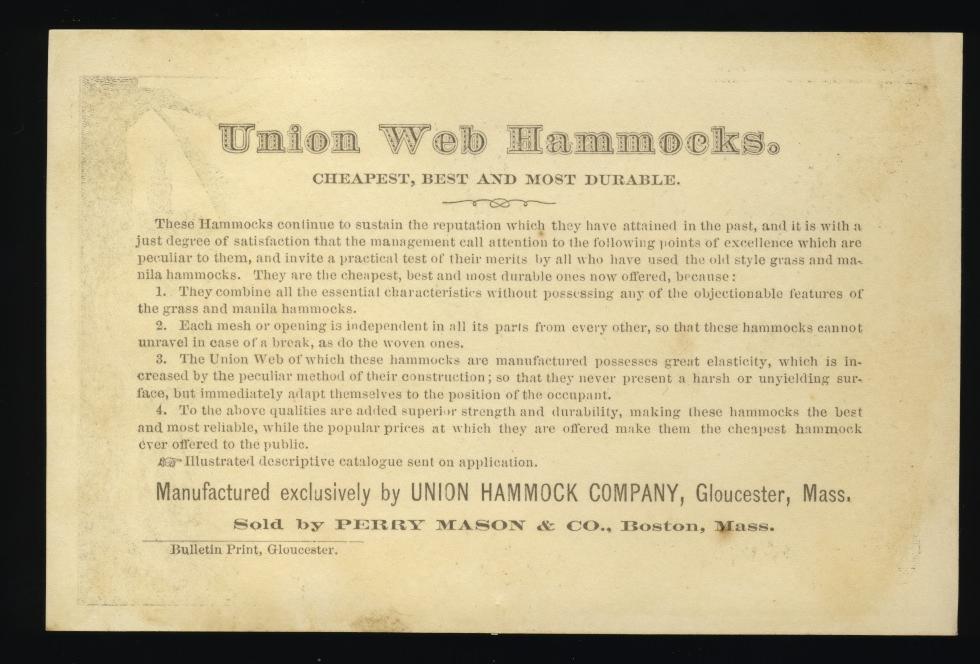 Union Web Hammocks.
CHEAPEST, BEST AND MOST DURABLE.
These Hammocks continue to sustain the reputation which they have attained in the past, and it is with a
just degree of satisfaction that the management call attention to the following points of excellence which are
peculiar to them, and invite a practical test of their merits by all who have used the old style grass and ma-
nila hammocks. They are the cheapest, best and most durable ones now offered, because:
1. They combine all the essential characteristics without possessing any of the objectionable features of
the grass and manila hammocks.
2. Each mesh or opening is independent in all its parts from every other, so that these hammocks cannot
unravel in case of a break, as do the woven ones.
3. The Union Web of which these hammocks are manufactured possesses great elasticity, which is in-
creased by the peculiar method of their construction; so that they never present a harsh or unyielding sur-
face, but immediately adapt themselves to the position of the occupant.
4. To the above qualities are added superior strength and durability, making these hammocks the best
and most reliable, while the popular prices at which they are offered make them the cheapest hammock
ever offered to the public.
☞ Illustrated descriptive catalogue sent on application.
Manufactured exclusively by UNION HAMMOCK COMPANY, Gloucester, Mass.
Sold by PERRY MASON & CO., Boston, Mass.
Bulletin Print, Gloucester.